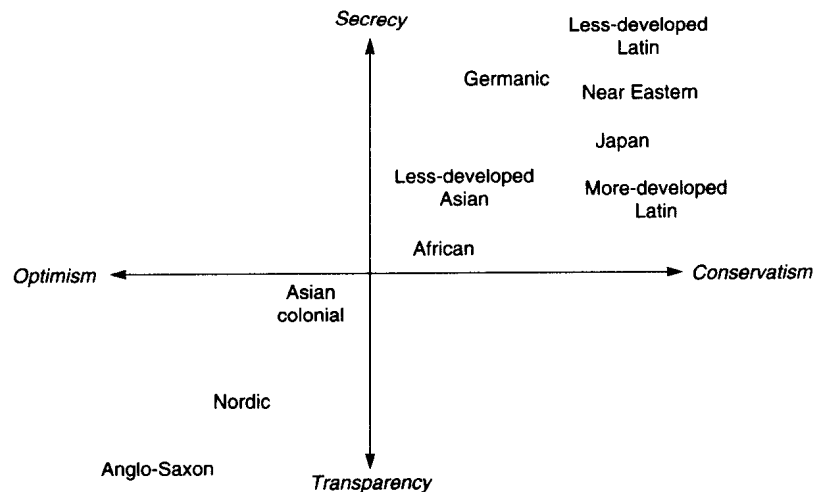 Secrecy
Less-developed
Latin
Germanic
Near Eastern
Japan
Less-developed
Asian
More-developed
Latin
African
Optimism
Conservatism
Asian
colonial
Nordic
Anglo-Saxon
Transparency